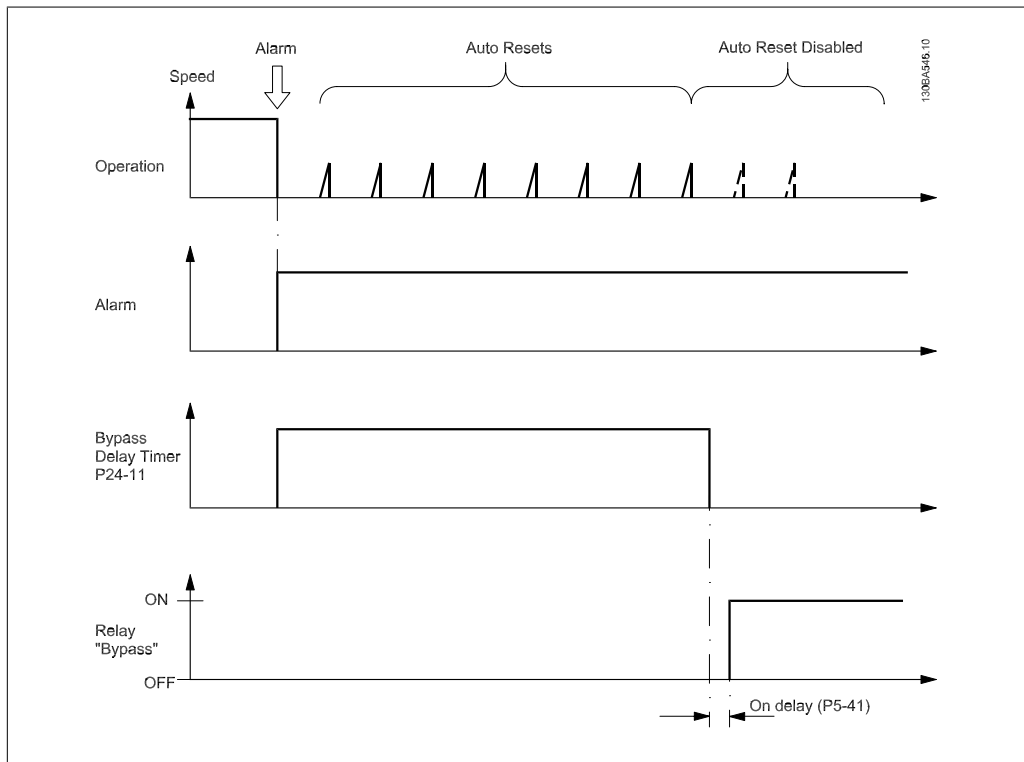 Alarm
Auto Resets
Auto Reset Disabled
130BA545.10
Speed
Operation
Alarm
Bypass
Delay Timer
P24-11
ON
Relay
"Bypass"
OFF
On delay (P5-41)